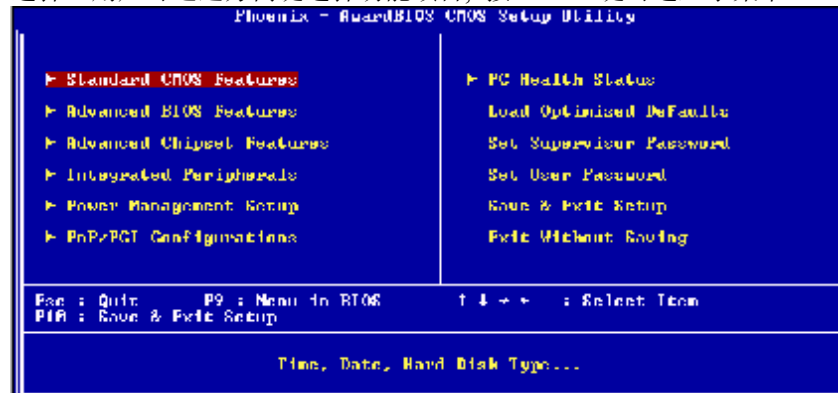 Phoenix - AwardBIOS CMOS Setup Utility
► Standard CMOS Features
► Advanced BIOS Features
► Advanced Chipset Features
► Integrated Peripherals
► Power Management Setup
► PnP/PCI Configurations
► PC Health Status
Load Optimized Defaults
Set Supervisor Password
Set User Password
Save & Exit Setup
Exit Without Saving
Esc : Quit F9 : Menu in BIOS ↑ ↓ → ← : Select Item
F10 : Save & Exit Setup
Time, Date, Hard Disk Type...